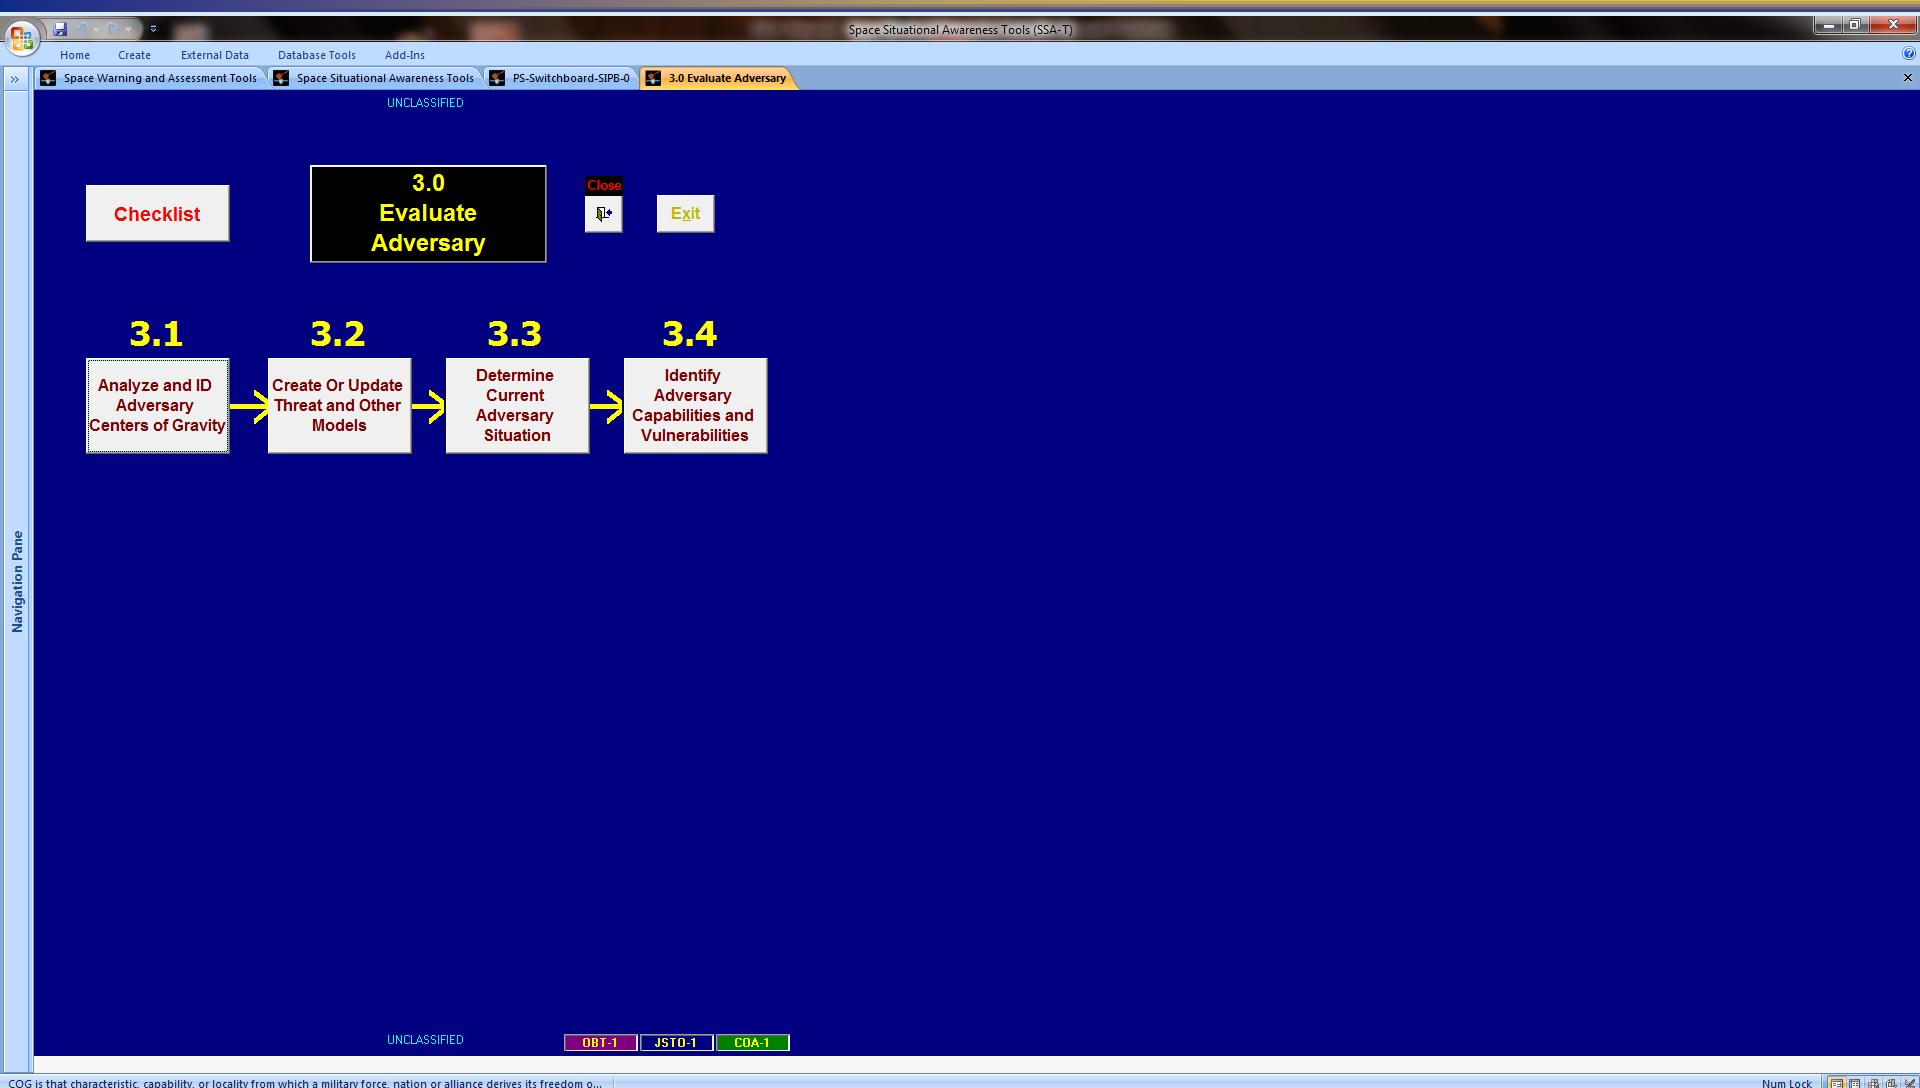 Space Situational Awareness Tools (SSA-T)
Home Create External Data Database Tools Add-Ins
Space Warning and Assessment Tools Space Situational Awareness Tools PS-Switchboard-SIPB-0 3.0 Evaluate Adversary
UNCLASSIFIED
Checklist
3.0
Evaluate
Adversary
Close
Exit
3.1
Analyze and ID
Adversary
Centers of Gravity
3.2
Create Or Update
Threat and Other
Models
3.3
Determine
Current
Adversary
Situation
3.4
Identify
Adversary
Capabilities and
Vulnerabilities
Navigation Pane
UNCLASSIFIED
OBT-1 JSTO-1 COA-1
COG is that characteristic, capability, or locality from which a military force, nation or alliance derives its freedom o...
Num Lock